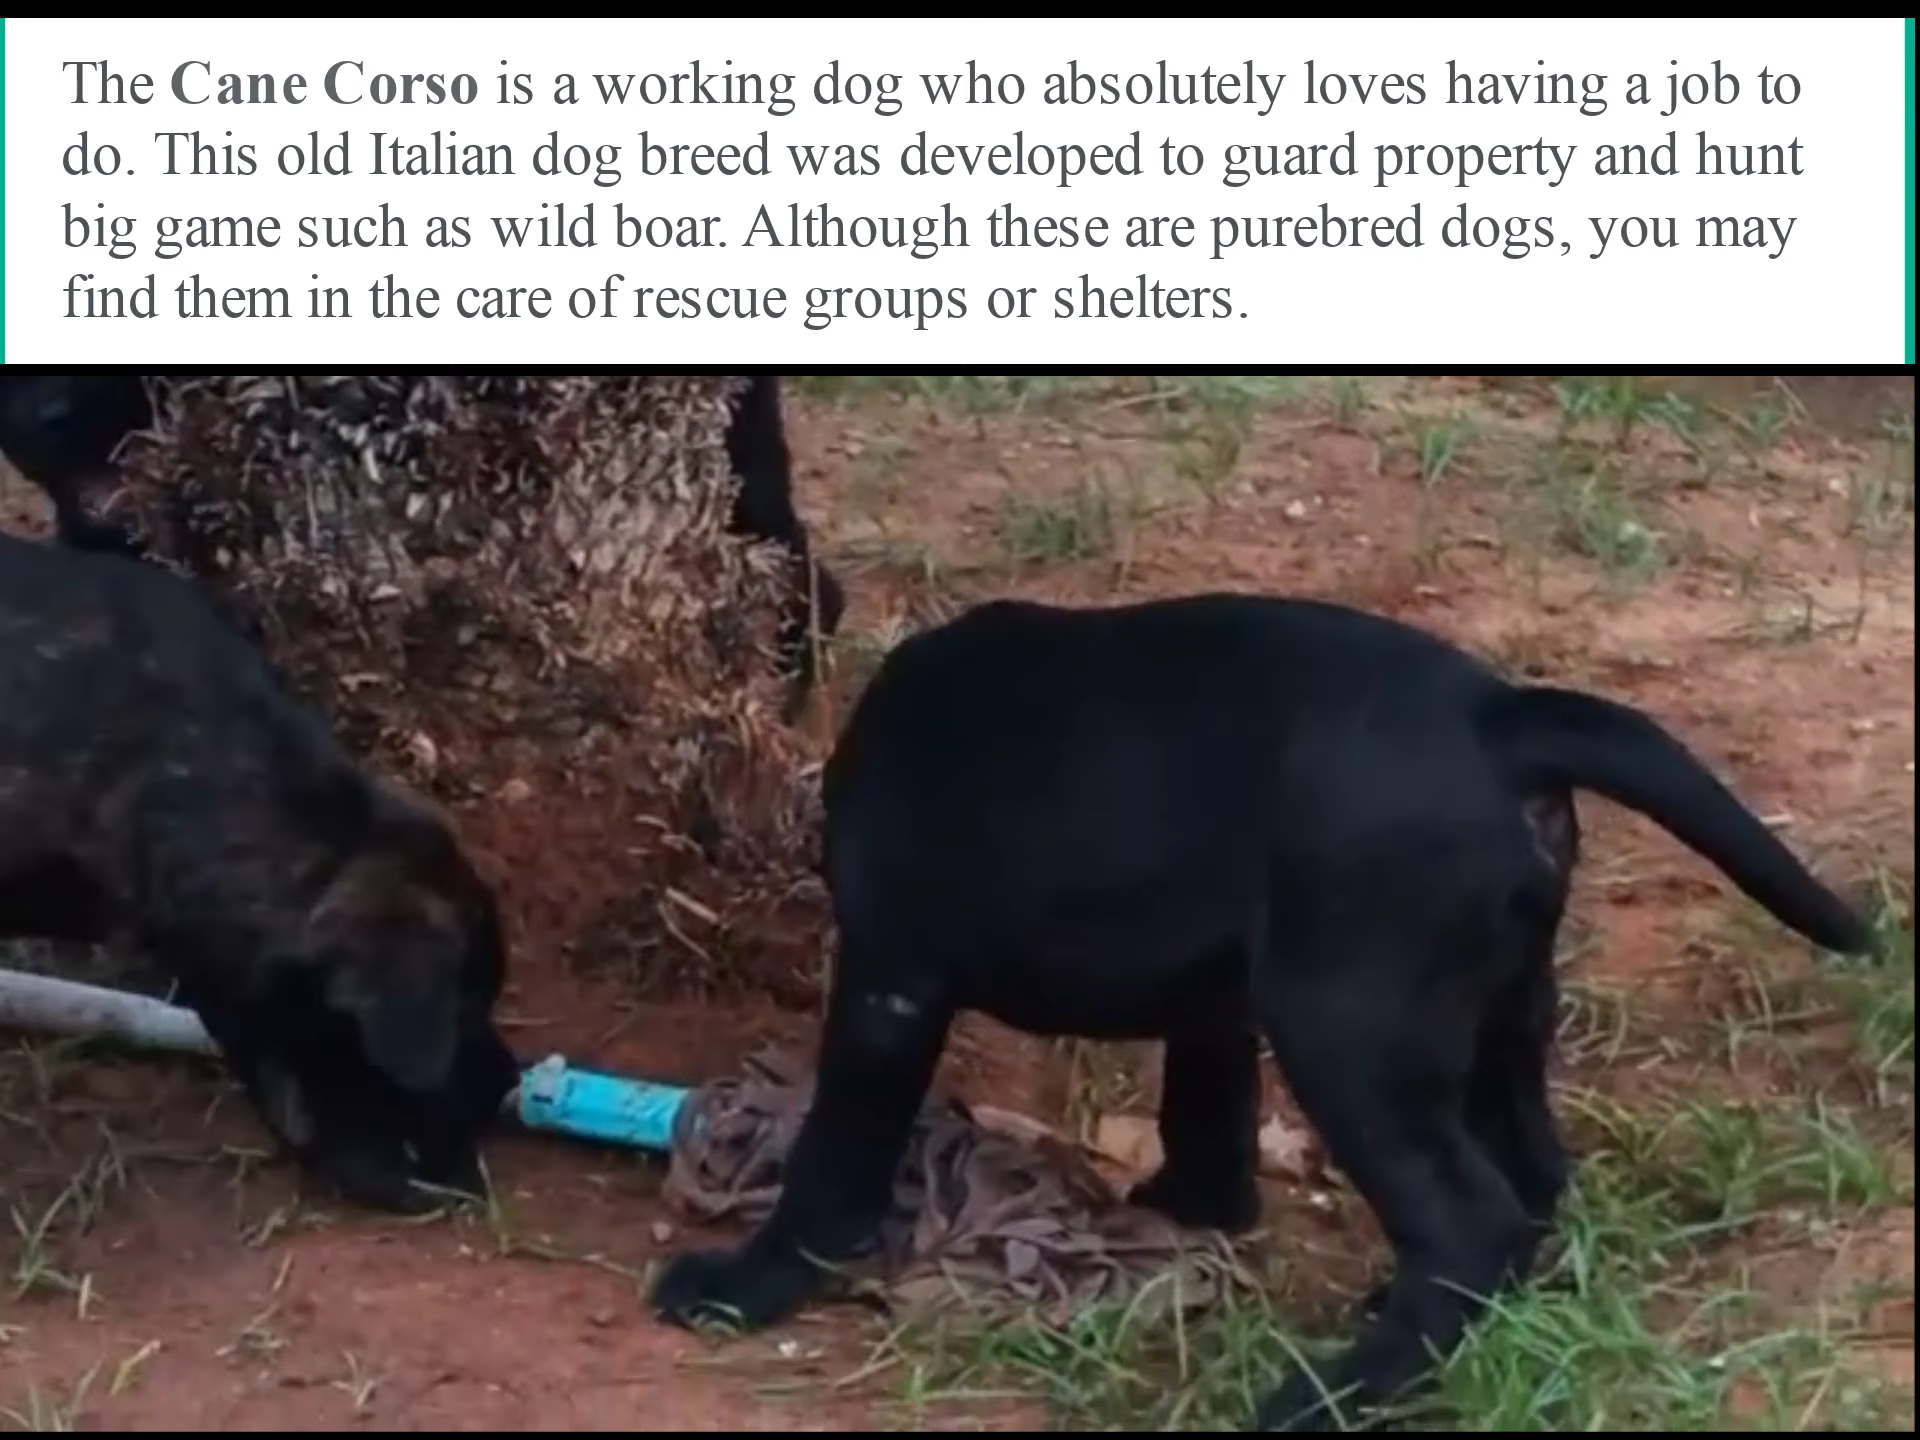 The Cane Corso is a working dog who absolutely loves having a job to
do. This old Italian dog breed was developed to guard property and hunt
big game such as wild boar. Although these are purebred dogs, you may
find them in the care of rescue groups or shelters.